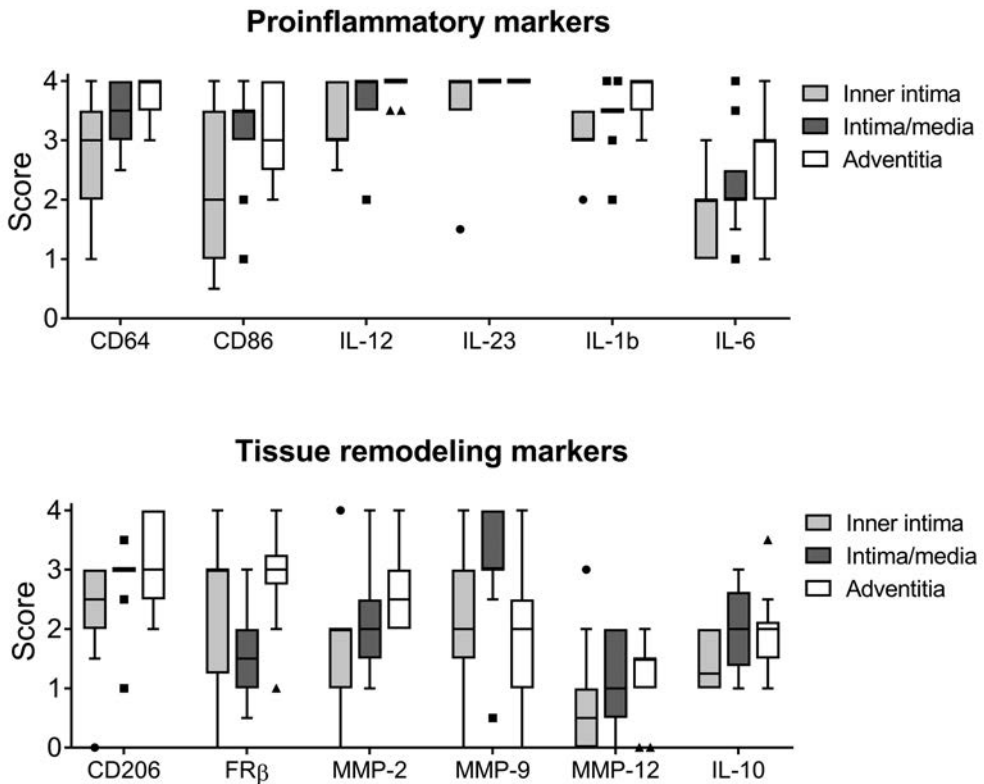 Proinflammatory markers
4
3
2
1
0
Score
CD64 CD86 IL-12 IL-23 IL-1b IL-6
Inner intima
Intima/media
Adventitia
Tissue remodeling markers
4
3
2
1
0
Score
CD206 FRβ MMP-2 MMP-9 MMP-12 IL-10
Inner intima
Intima/media
Adventitia